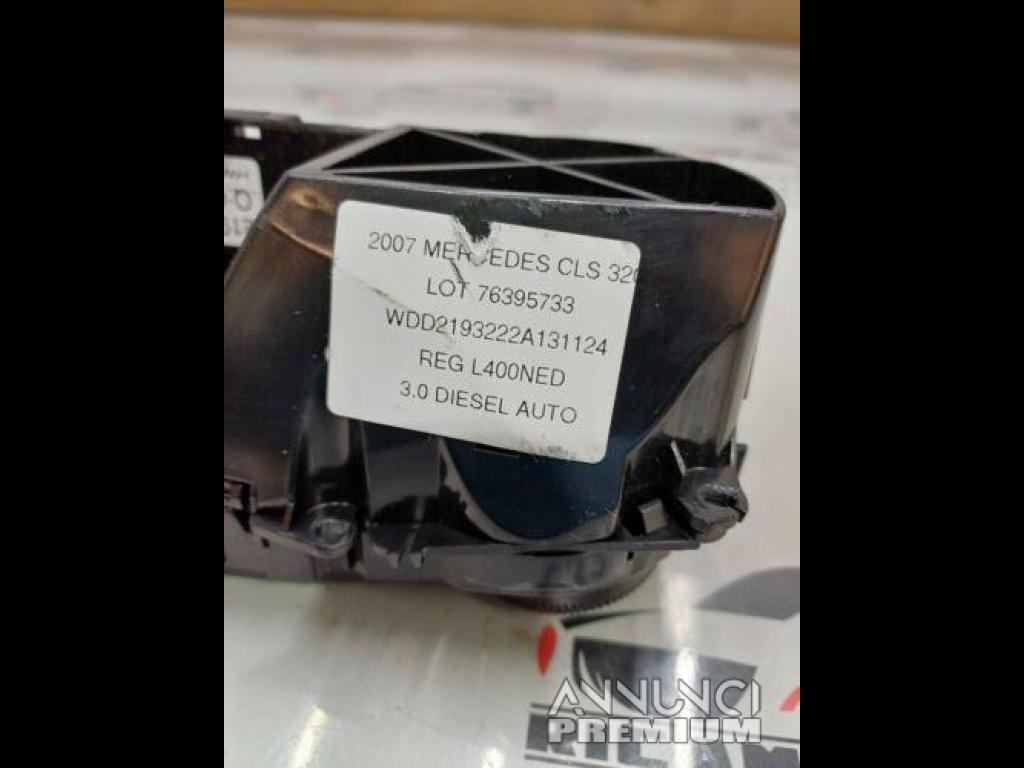 2007 MERCEDES CLS 320
LOT 76395733
WDD2193222A131124
REG L400NED
3.0 DIESEL AUTO
ANNUNCI
PREMIUM